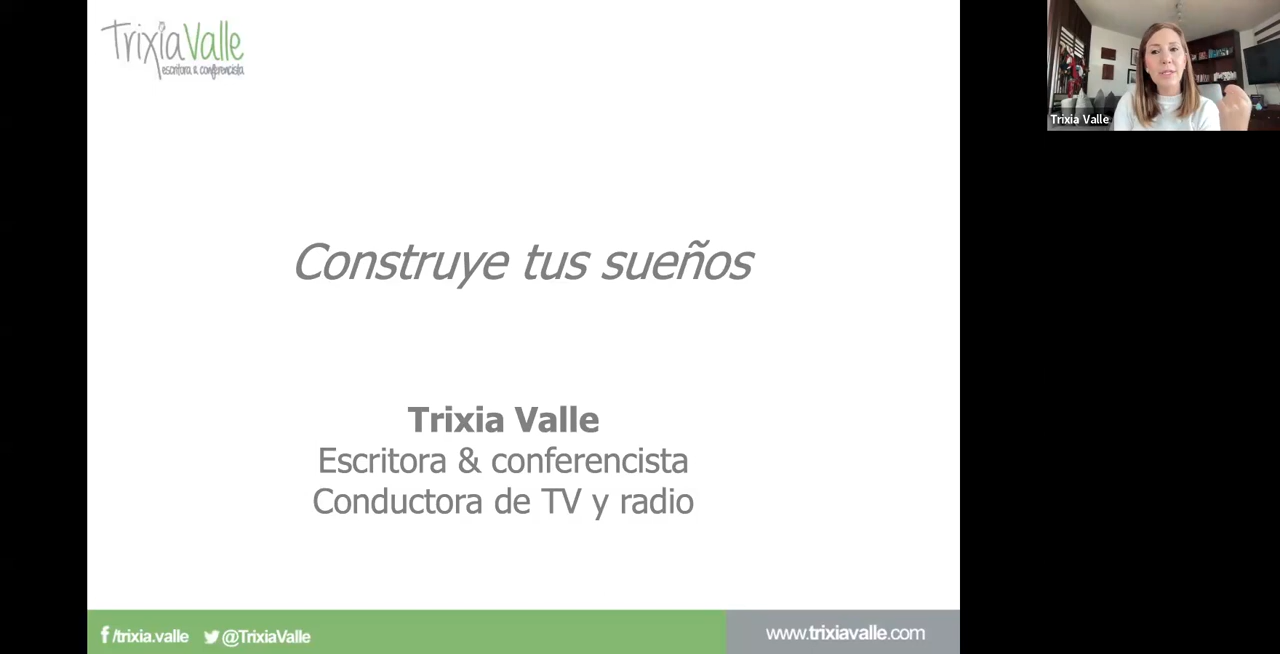 TrixiaValle
escritora & conferencista
Trixia Valle
Construye tus sueños
Trixia Valle
Escritora & conferencista
Conductora de TV y radio
f/trixia.valle @TrixiaValle
www.trixiavalle.com